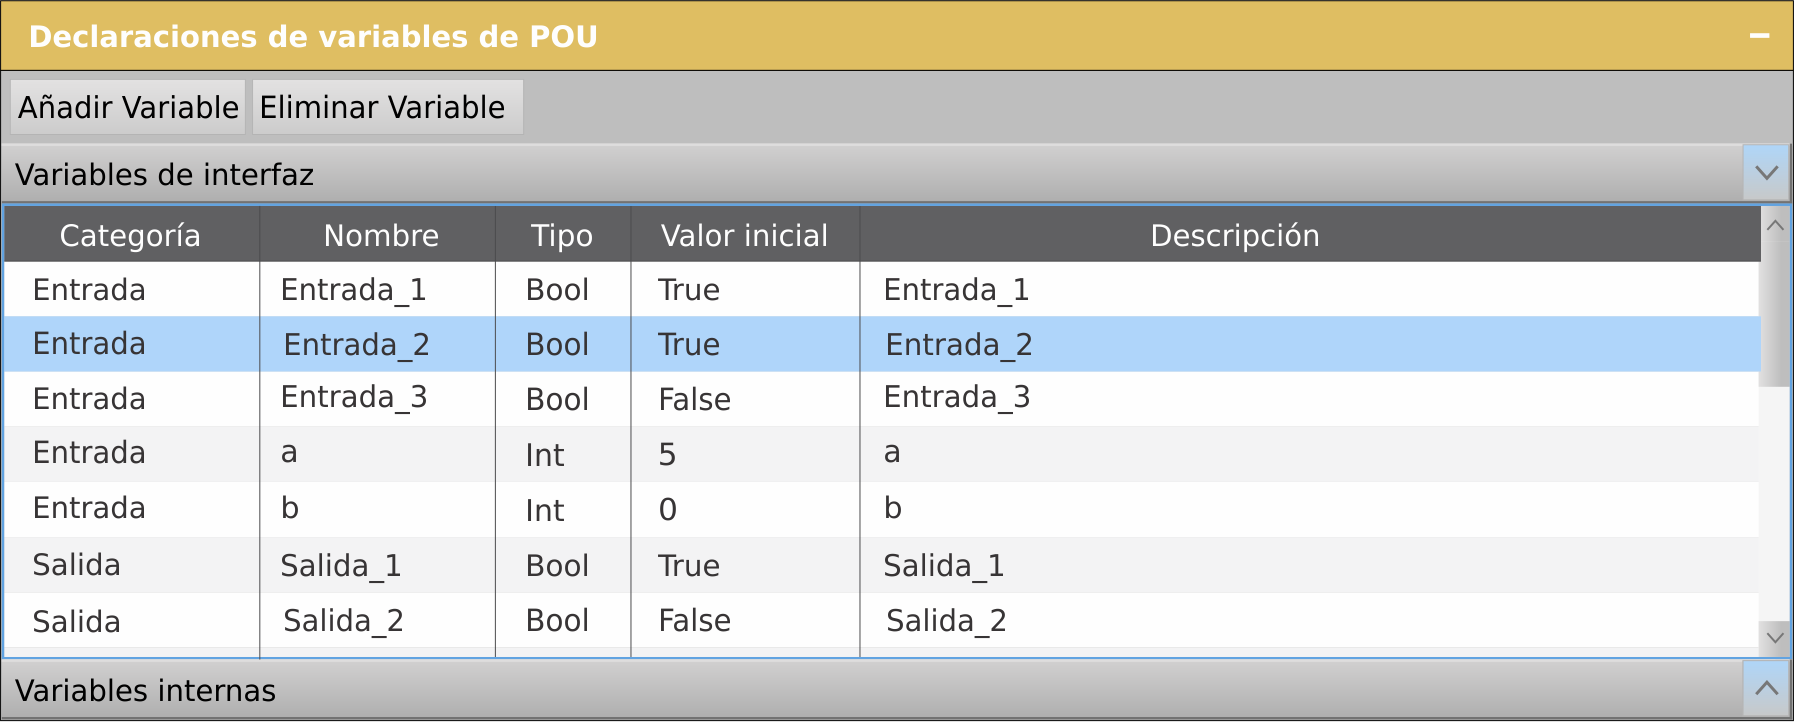 Declaraciones de variables de POU
Añadir Variable Eliminar Variable
Variables de interfaz
Categoría Nombre Tipo Valor inicial Descripción
Entrada Entrada_1 Bool True Entrada_1
Entrada Entrada_2 Bool True Entrada_2
Entrada Entrada_3 Bool False Entrada_3
Entrada a Int 5 a
Entrada b Int 0 b
Salida Salida_1 Bool True Salida_1
Salida Salida_2 Bool False Salida_2
Variables internas